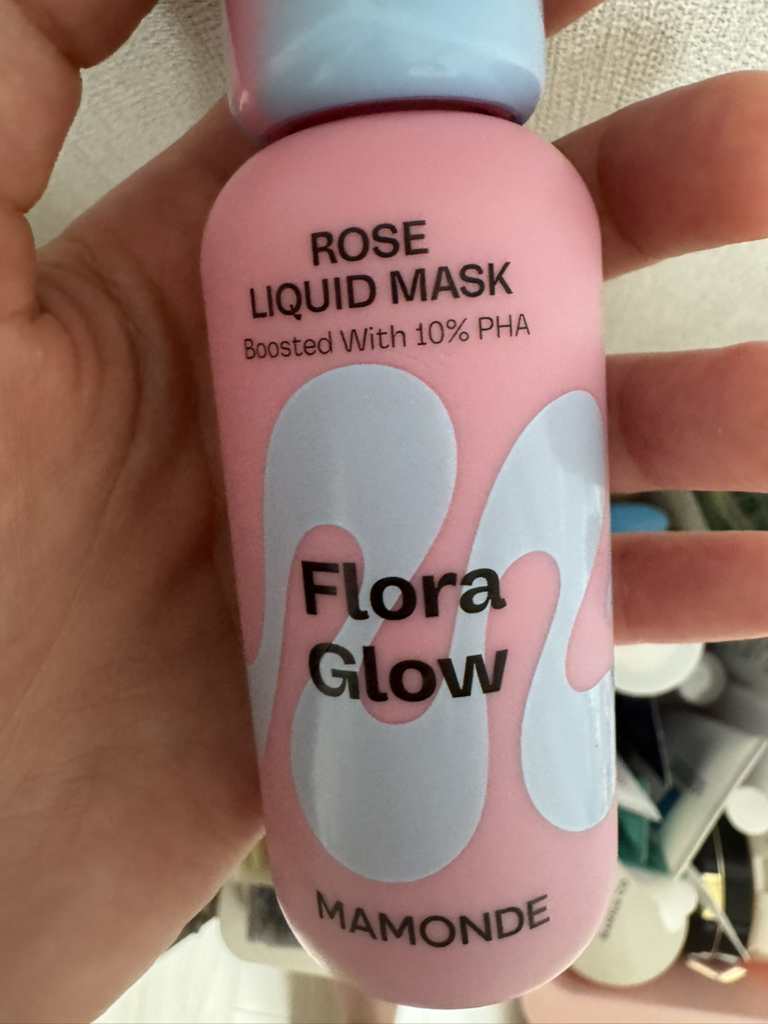 ROSE
LIQUID MASK
Boosted With 10% PHA
Flora
Glow
MAMONDE